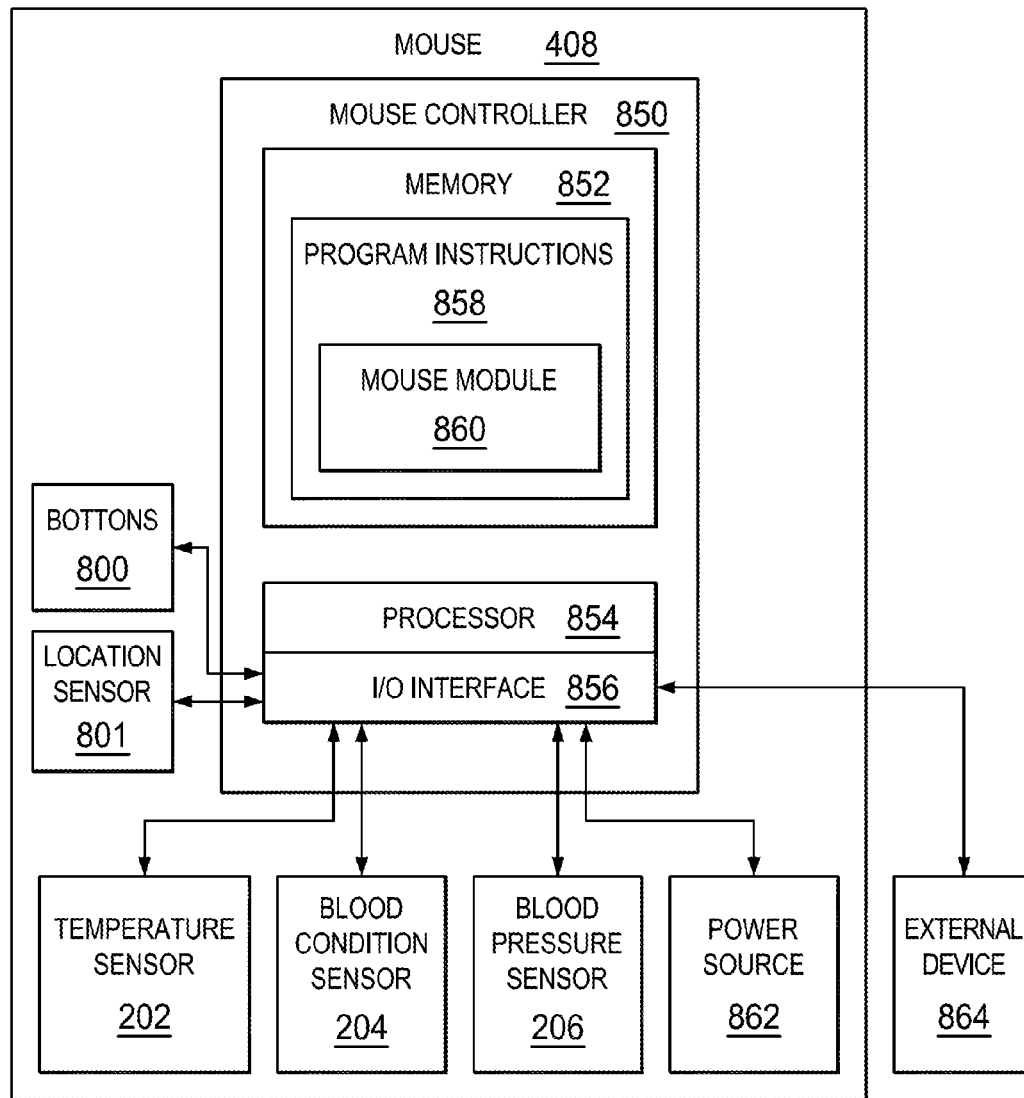 MOUSE 408
MOUSE CONTROLLER 850
MEMORY 852
PROGRAM INSTRUCTIONS
858
MOUSE MODULE
860
BOTTONS
800
LOCATION
SENSOR
801
PROCESSOR 854
I/O INTERFACE 856
TEMPERATURE
SENSOR
202
BLOOD
CONDITION
SENSOR
204
BLOOD
PRESSURE
SENSOR
206
POWER
SOURCE
862
EXTERNAL
DEVICE
864